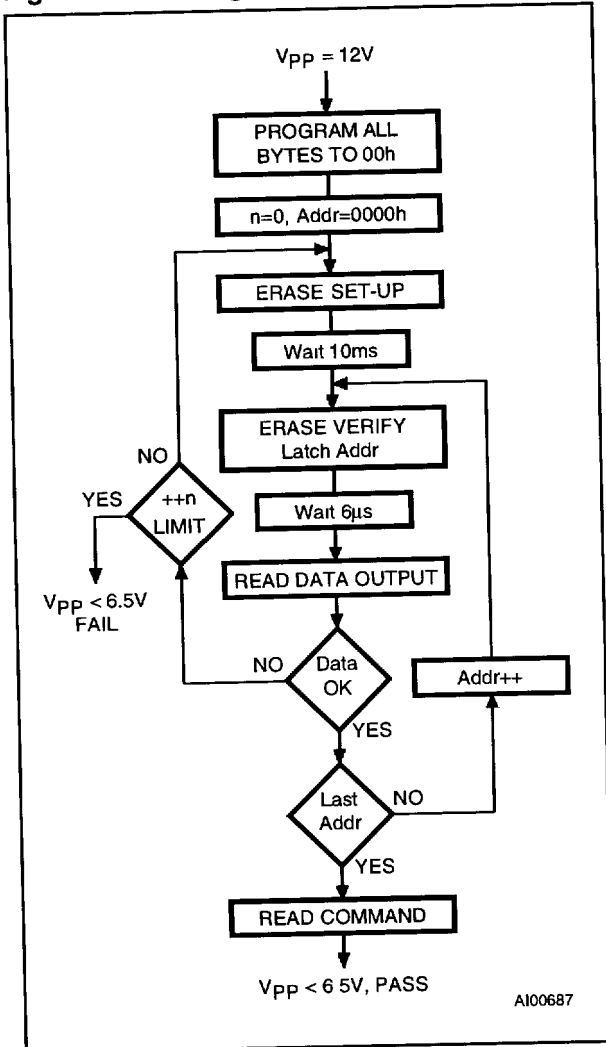 VPP = 12V
PROGRAM ALL
BYTES TO 00h
n=0, Addr=0000h
ERASE SET-UP
Wait 10ms
ERASE VERIFY
Latch Addr
NO
YES
++n
LIMIT
Wait 6µs
READ DATA OUTPUT
VPP < 6.5V
FAIL
NO
Data
OK
Addr++
YES
Last
Addr
NO
YES
READ COMMAND
VPP < 6 5V, PASS
AI00687